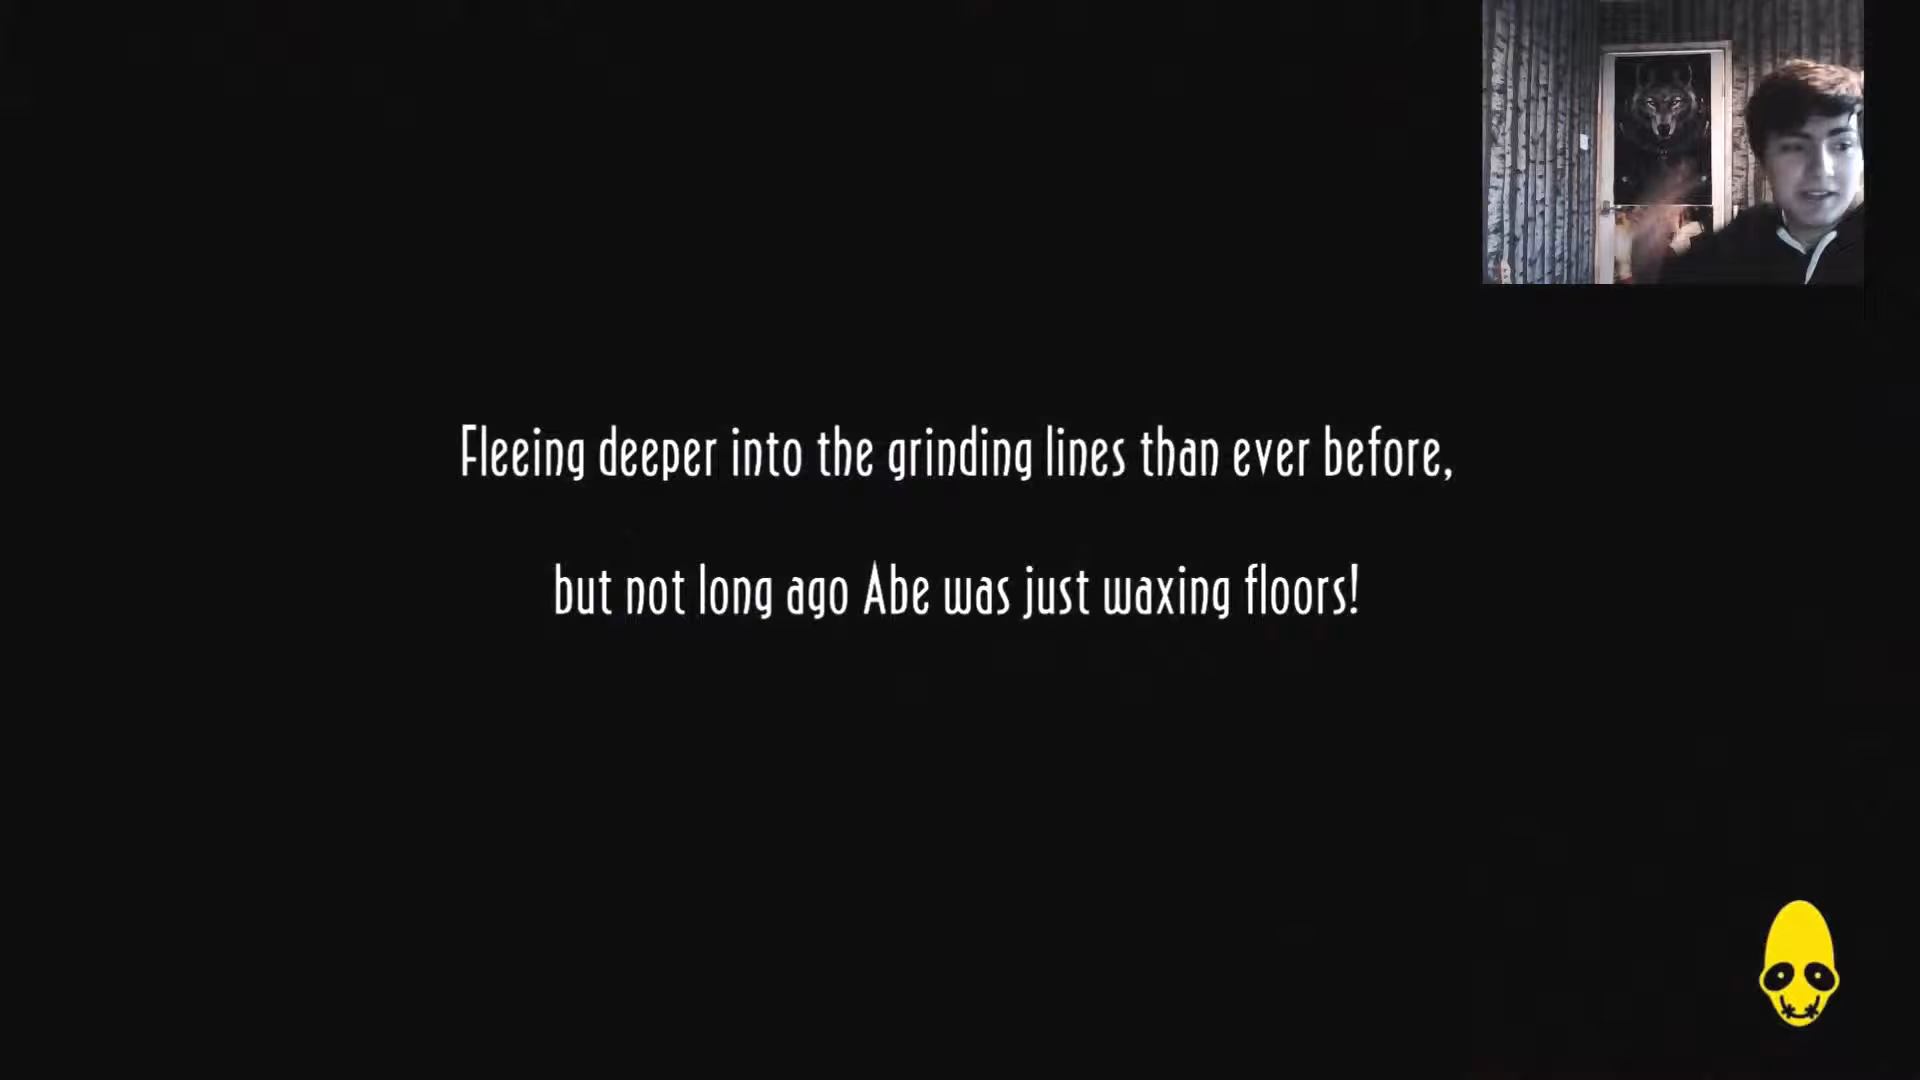 Fleeing deeper into the grinding lines than ever before,
but not long ago Abe was just waxing floors!